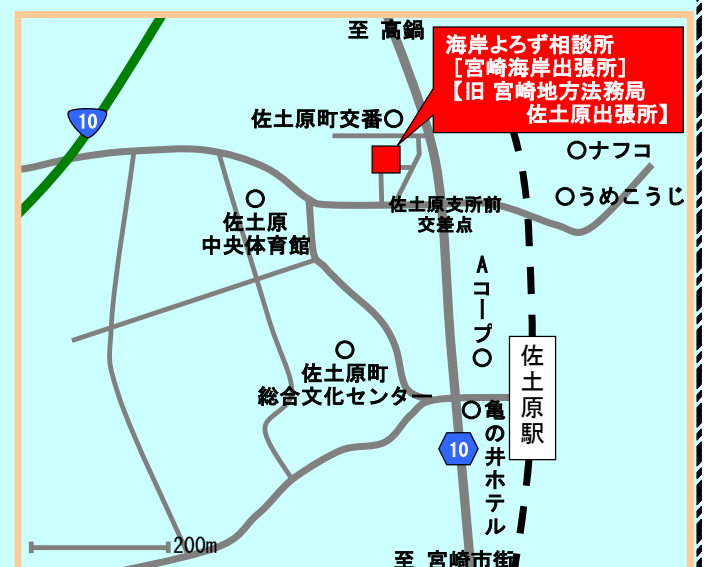 至 高鍋
海岸よろず相談所
［宮崎海岸出張所］
【旧 宮崎地方法務局
佐土原出張所】
10
佐土原町交番
ナフコ
うめこうじ
佐土原支所前
交差点
佐土原
中央体育館
Aコープ
佐土原町
総合文化センター
佐土原駅
亀の井ホテル
10
200m
至 宮崎市街